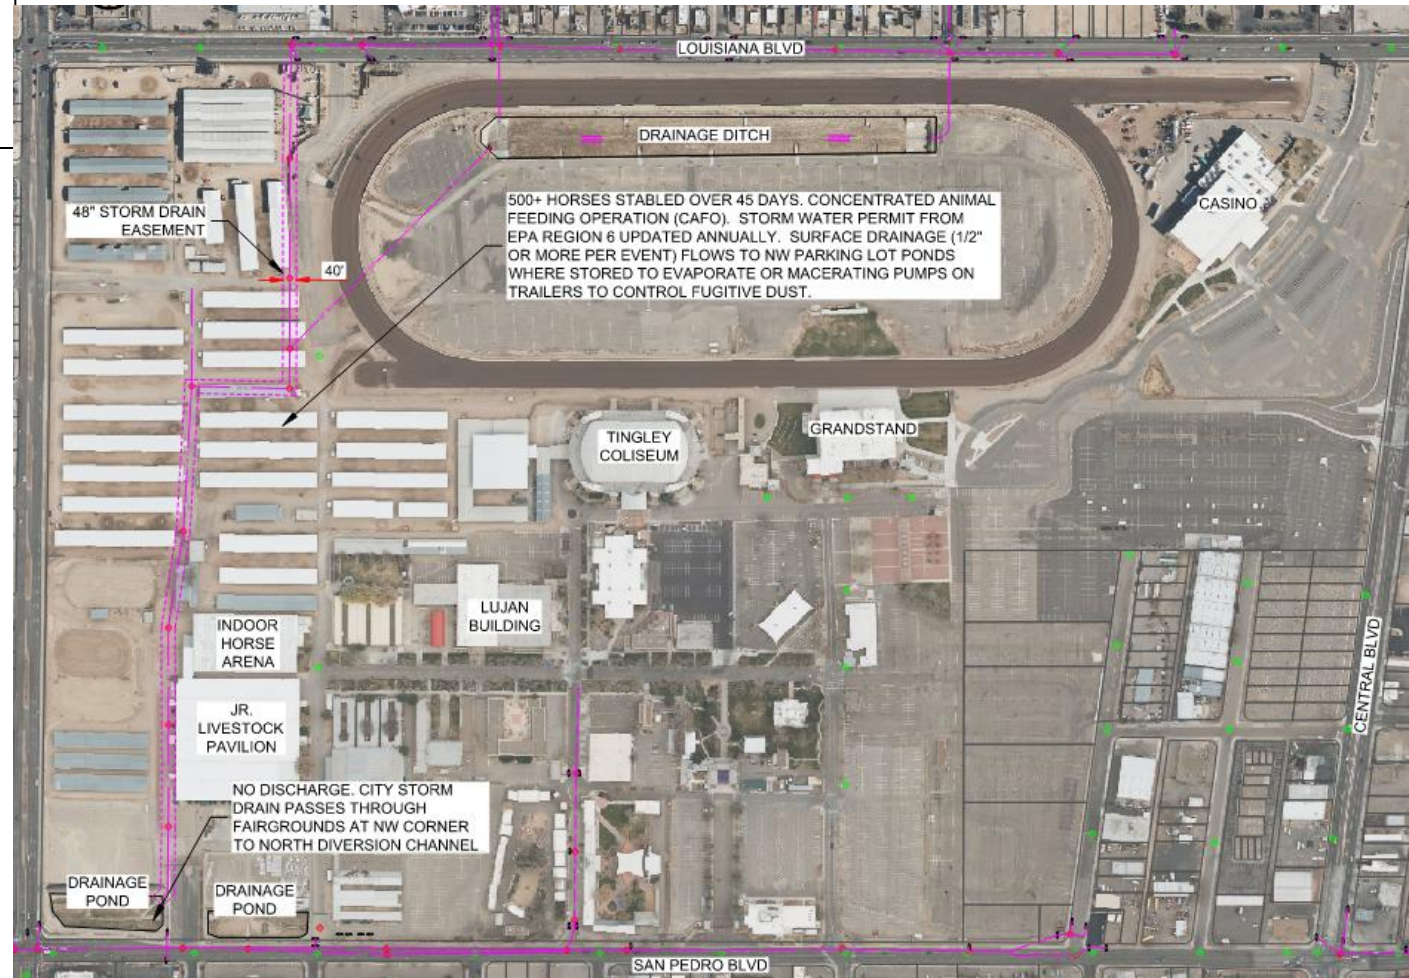 LOUISIANA BLVD
DRAINAGE DITCH
500+ HORSES STABLED OVER 45 DAYS. CONCENTRATED ANIMAL
FEEDING OPERATION (CAFO). STORM WATER PERMIT FROM
EPA REGION 6 UPDATED ANNUALLY. SURFACE DRAINAGE (1/2"
OR MORE PER EVENT) FLOWS TO NW PARKING LOT PONDS
WHERE STORED TO EVAPORATE OR MACERATING PUMPS ON
TRAILERS TO CONTROL FUGITIVE DUST.
CASINO
48" STORM DRAIN
EASEMENT
40'
TINGLEY
COLISEUM
GRANDSTAND
LUJAN
BUILDING
INDOOR
HORSE
ARENA
CENTRAL BLVD
JR.
LIVESTOCK
PAVILION
NO DISCHARGE. CITY STORM
DRAIN PASSES THROUGH
FAIRGROUNDS AT NW CORNER
TO NORTH DIVERSION CHANNEL
DRAINAGE
POND
DRAINAGE
POND
SAN PEDRO BLVD